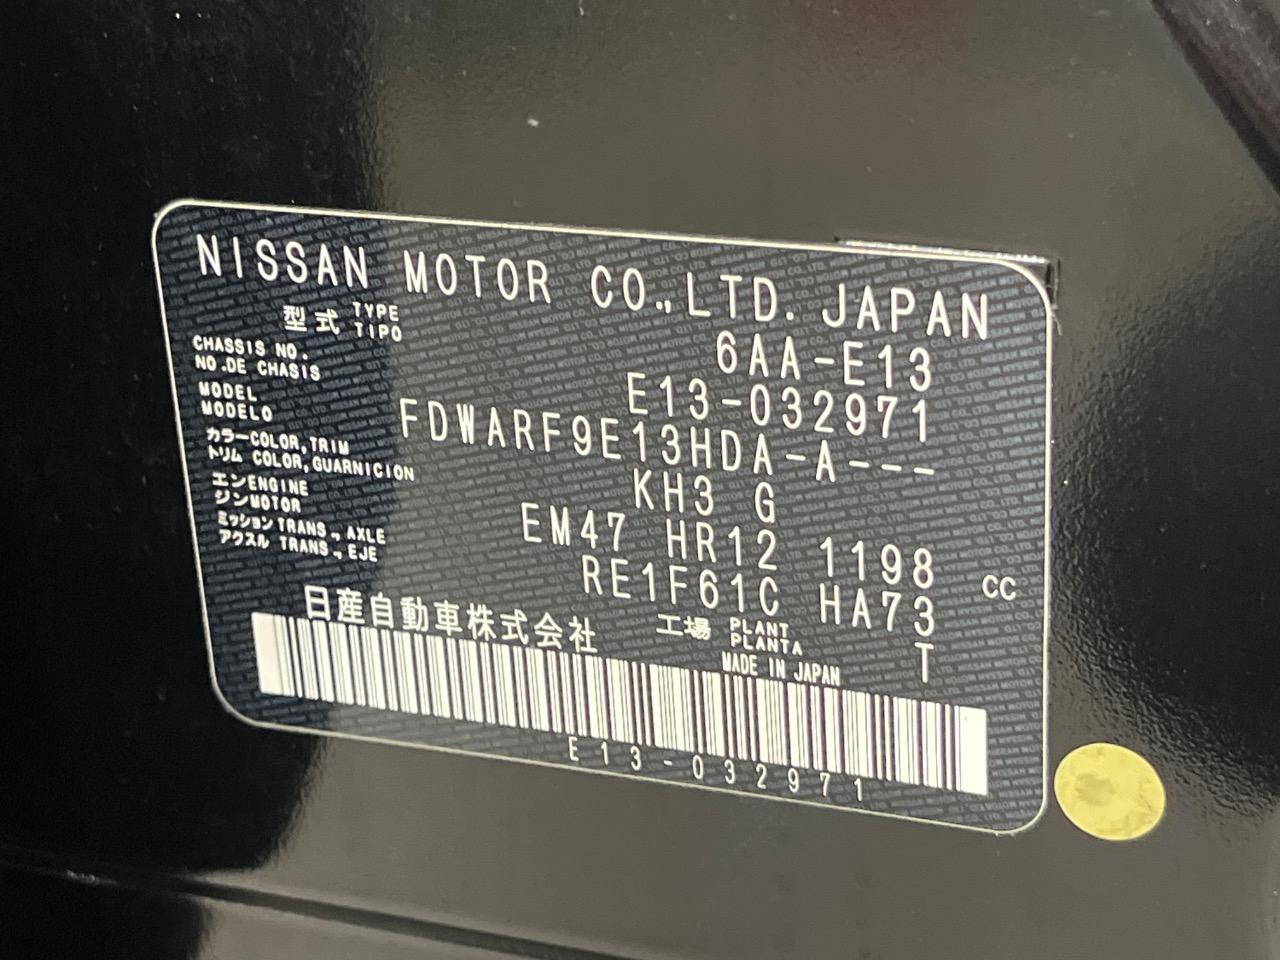 NISSAN MOTOR CO.,LTD. JAPAN
型式 TYPE TIPO 6AA-E13
CHASSIS NO. NO.DE CHASIS E13-032971
MODEL MODELO FDWARF9E13HDA-A---
カラー COLOR,TRIM トリム COLOR,GUARNICION KH3 G
エンジン ENGINE MOTOR EM47 HR12 1198 CC
ミッション TRANS.,AXLE アクスル TRANS.,EJE RE1F61C HA73
日産自動車株式会社 工場 PLANT PLANTA T
MADE IN JAPAN
E13-032971